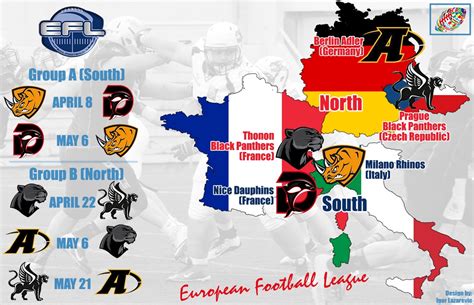 EFL
Group A (South)
APRIL 8
MAY 6
Group B (North)
APRIL 22
MAY 6
MAY 21
Berlin Adler
(Germany)
North
Prague
Black Panthers
(Czech Republic)
Thonon
Black Panthers
(France)
Milano Rhinos
(Italy)
Nice Dauphins
(France)
South
European Football League
Design by: